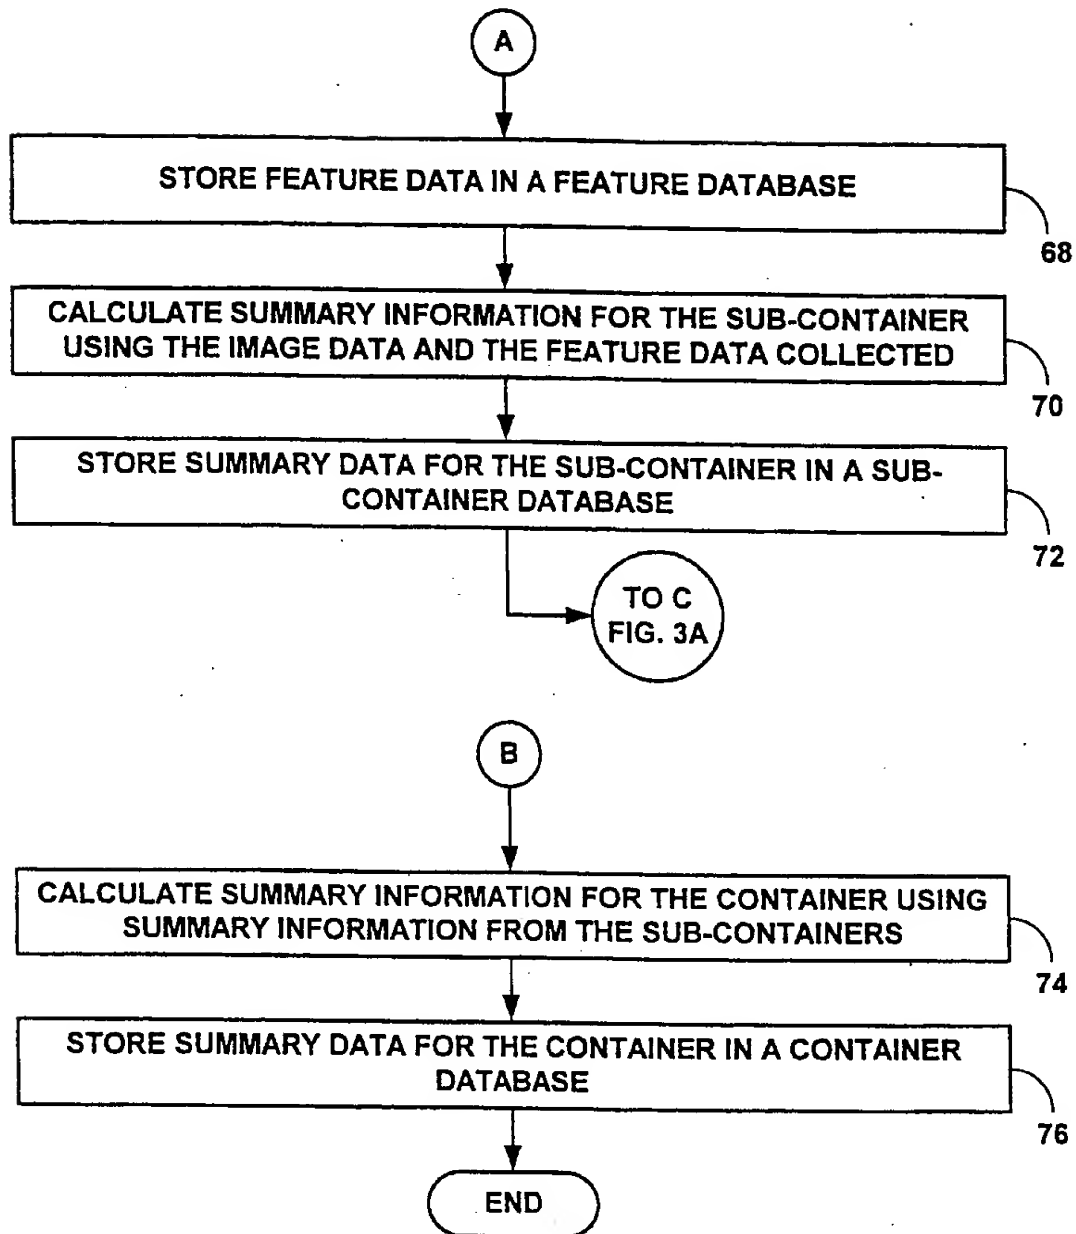 A
STORE FEATURE DATA IN A FEATURE DATABASE
68
CALCULATE SUMMARY INFORMATION FOR THE SUB-CONTAINER
USING THE IMAGE DATA AND THE FEATURE DATA COLLECTED
70
STORE SUMMARY DATA FOR THE SUB-CONTAINER IN A SUB-
CONTAINER DATABASE
72
TO C
FIG. 3A
B
CALCULATE SUMMARY INFORMATION FOR THE CONTAINER USING
SUMMARY INFORMATION FROM THE SUB-CONTAINERS
74
STORE SUMMARY DATA FOR THE CONTAINER IN A CONTAINER
DATABASE
76
END